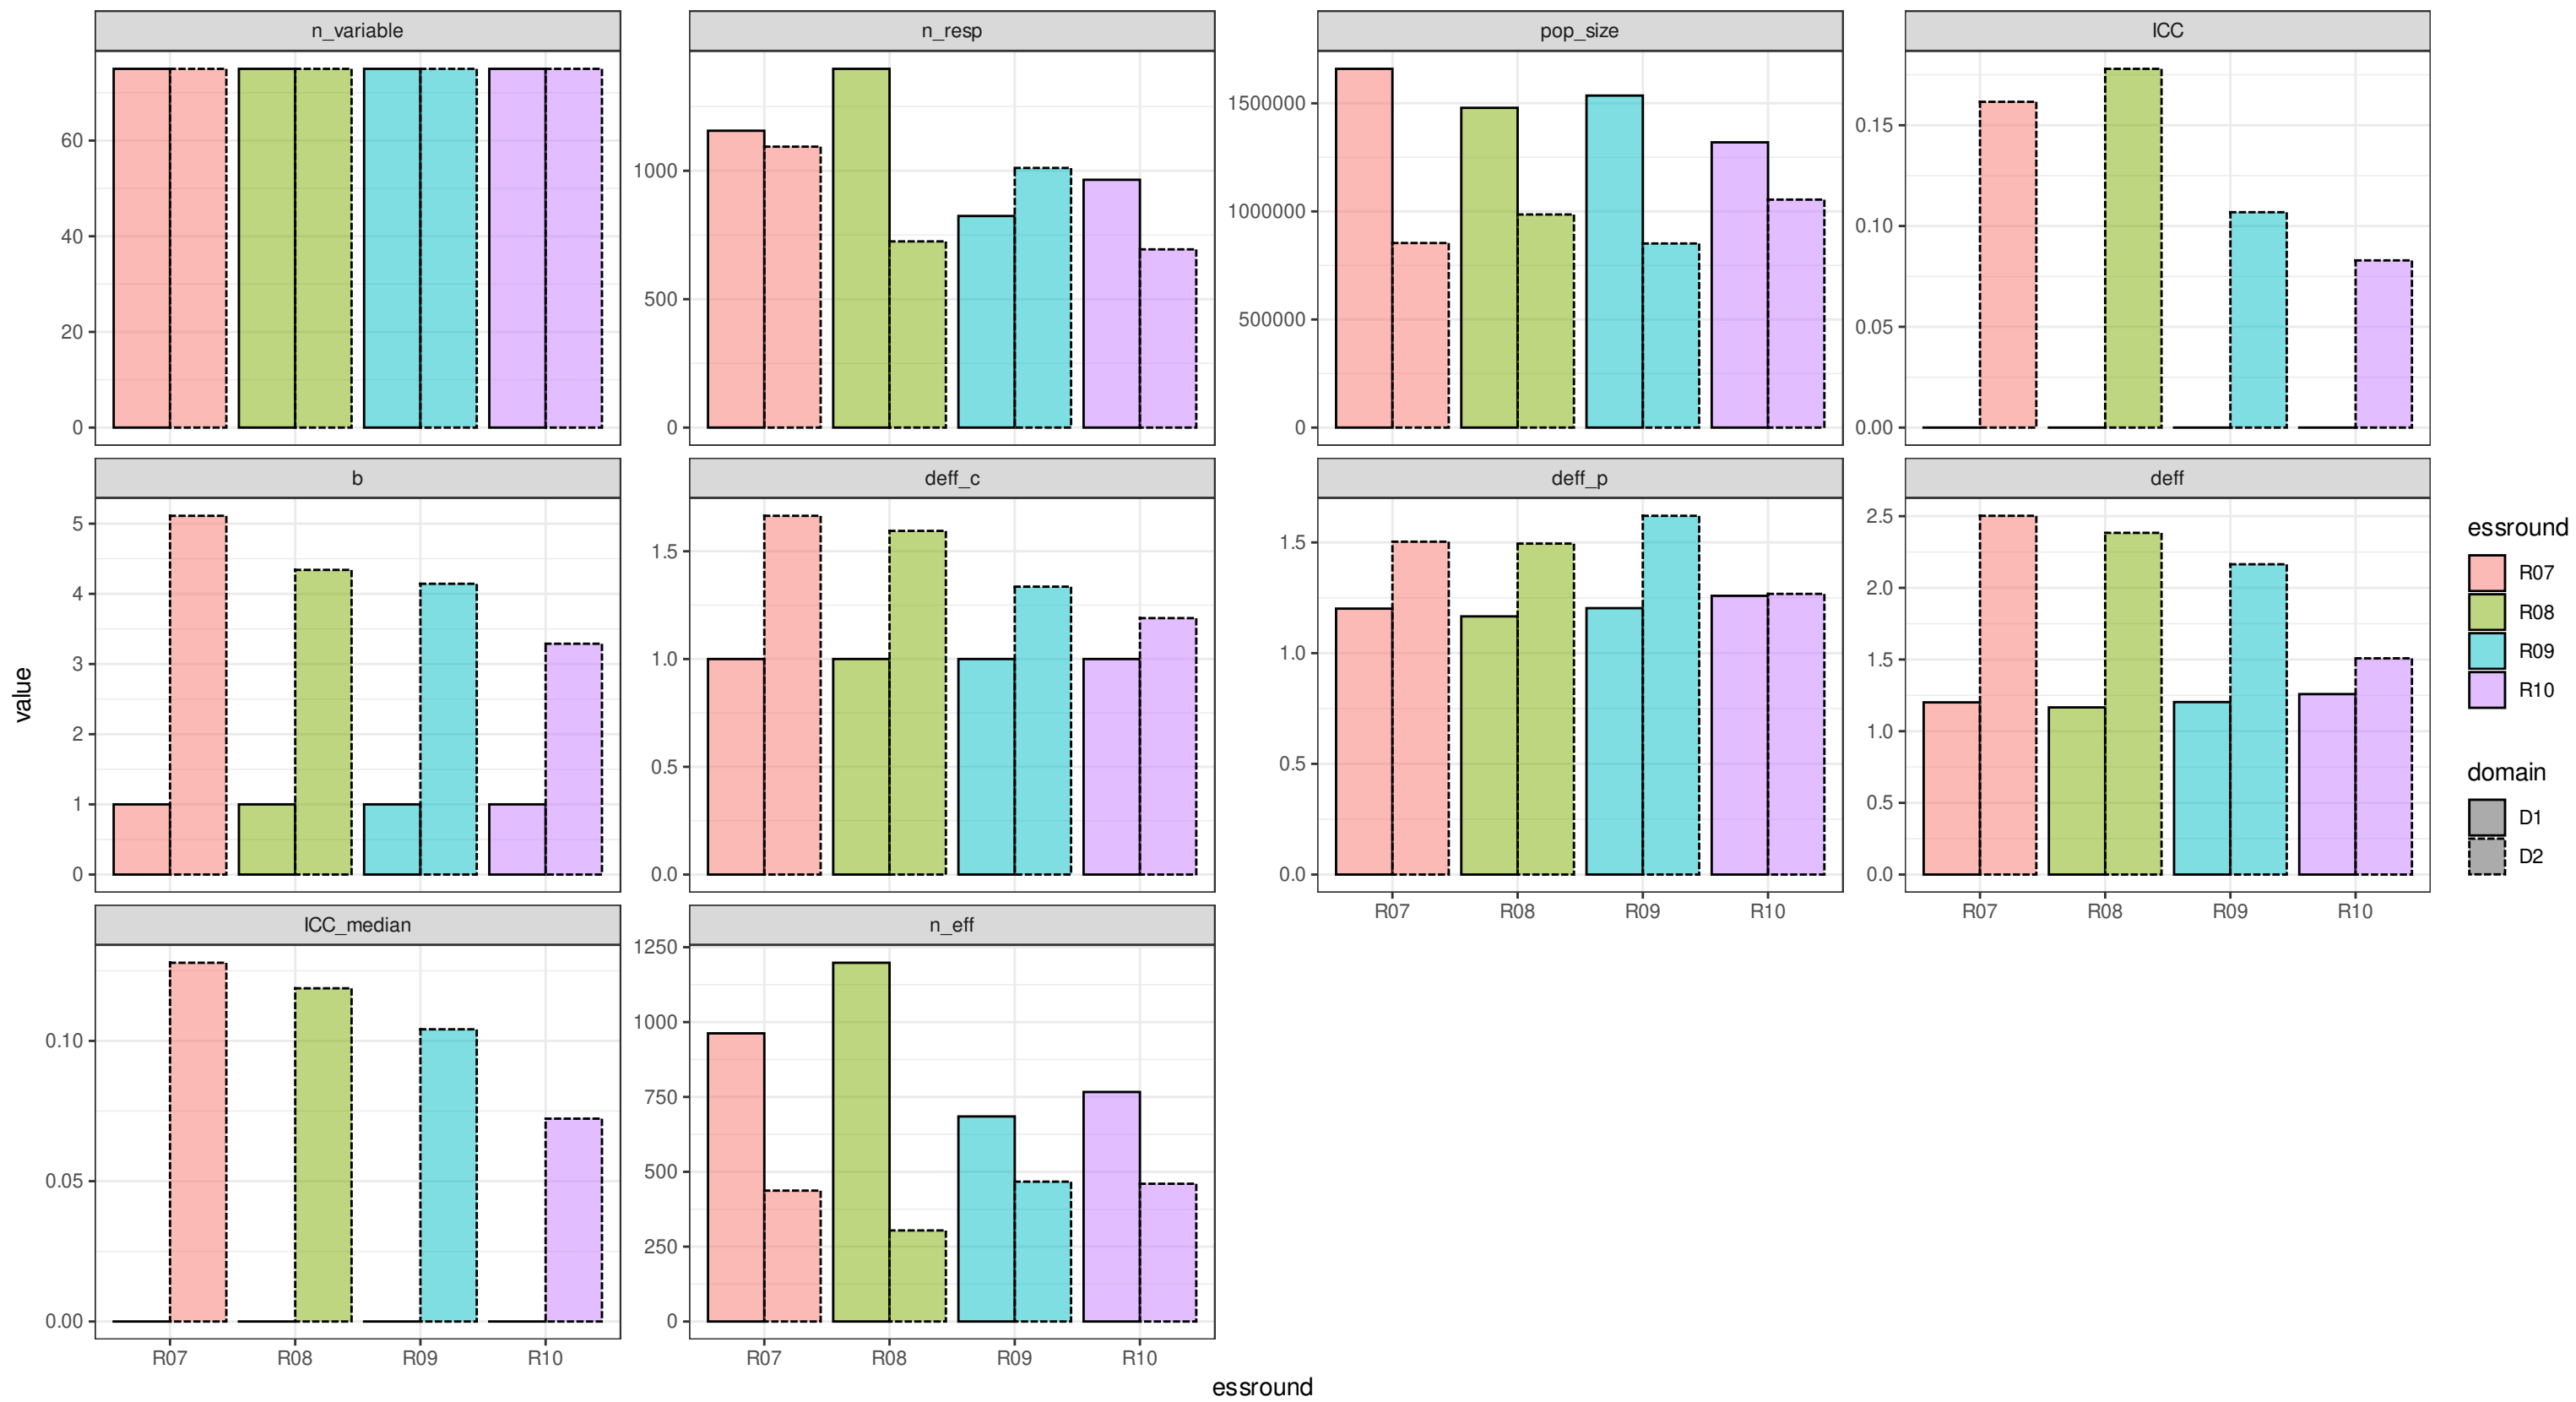 n_variable
n_resp
pop_size
ICC
60
40
20
0
1000
500
0
1500000
1000000
500000
0
0.15
0.10
0.05
0.00
b
deff_c
deff_p
deff
5
4
3
2
1
0
1.5
1.0
0.5
0.0
1.5
1.0
0.5
0.0
2.5
2.0
1.5
1.0
0.5
0.0
R07 R08 R09 R10
R07 R08 R09 R10
ICC_median
n_eff
0.10
0.05
0.00
1250
1000
750
500
250
0
R07 R08 R09 R10
R07 R08 R09 R10
essround
value
essround
R07
R08
R09
R10
domain
D1
D2